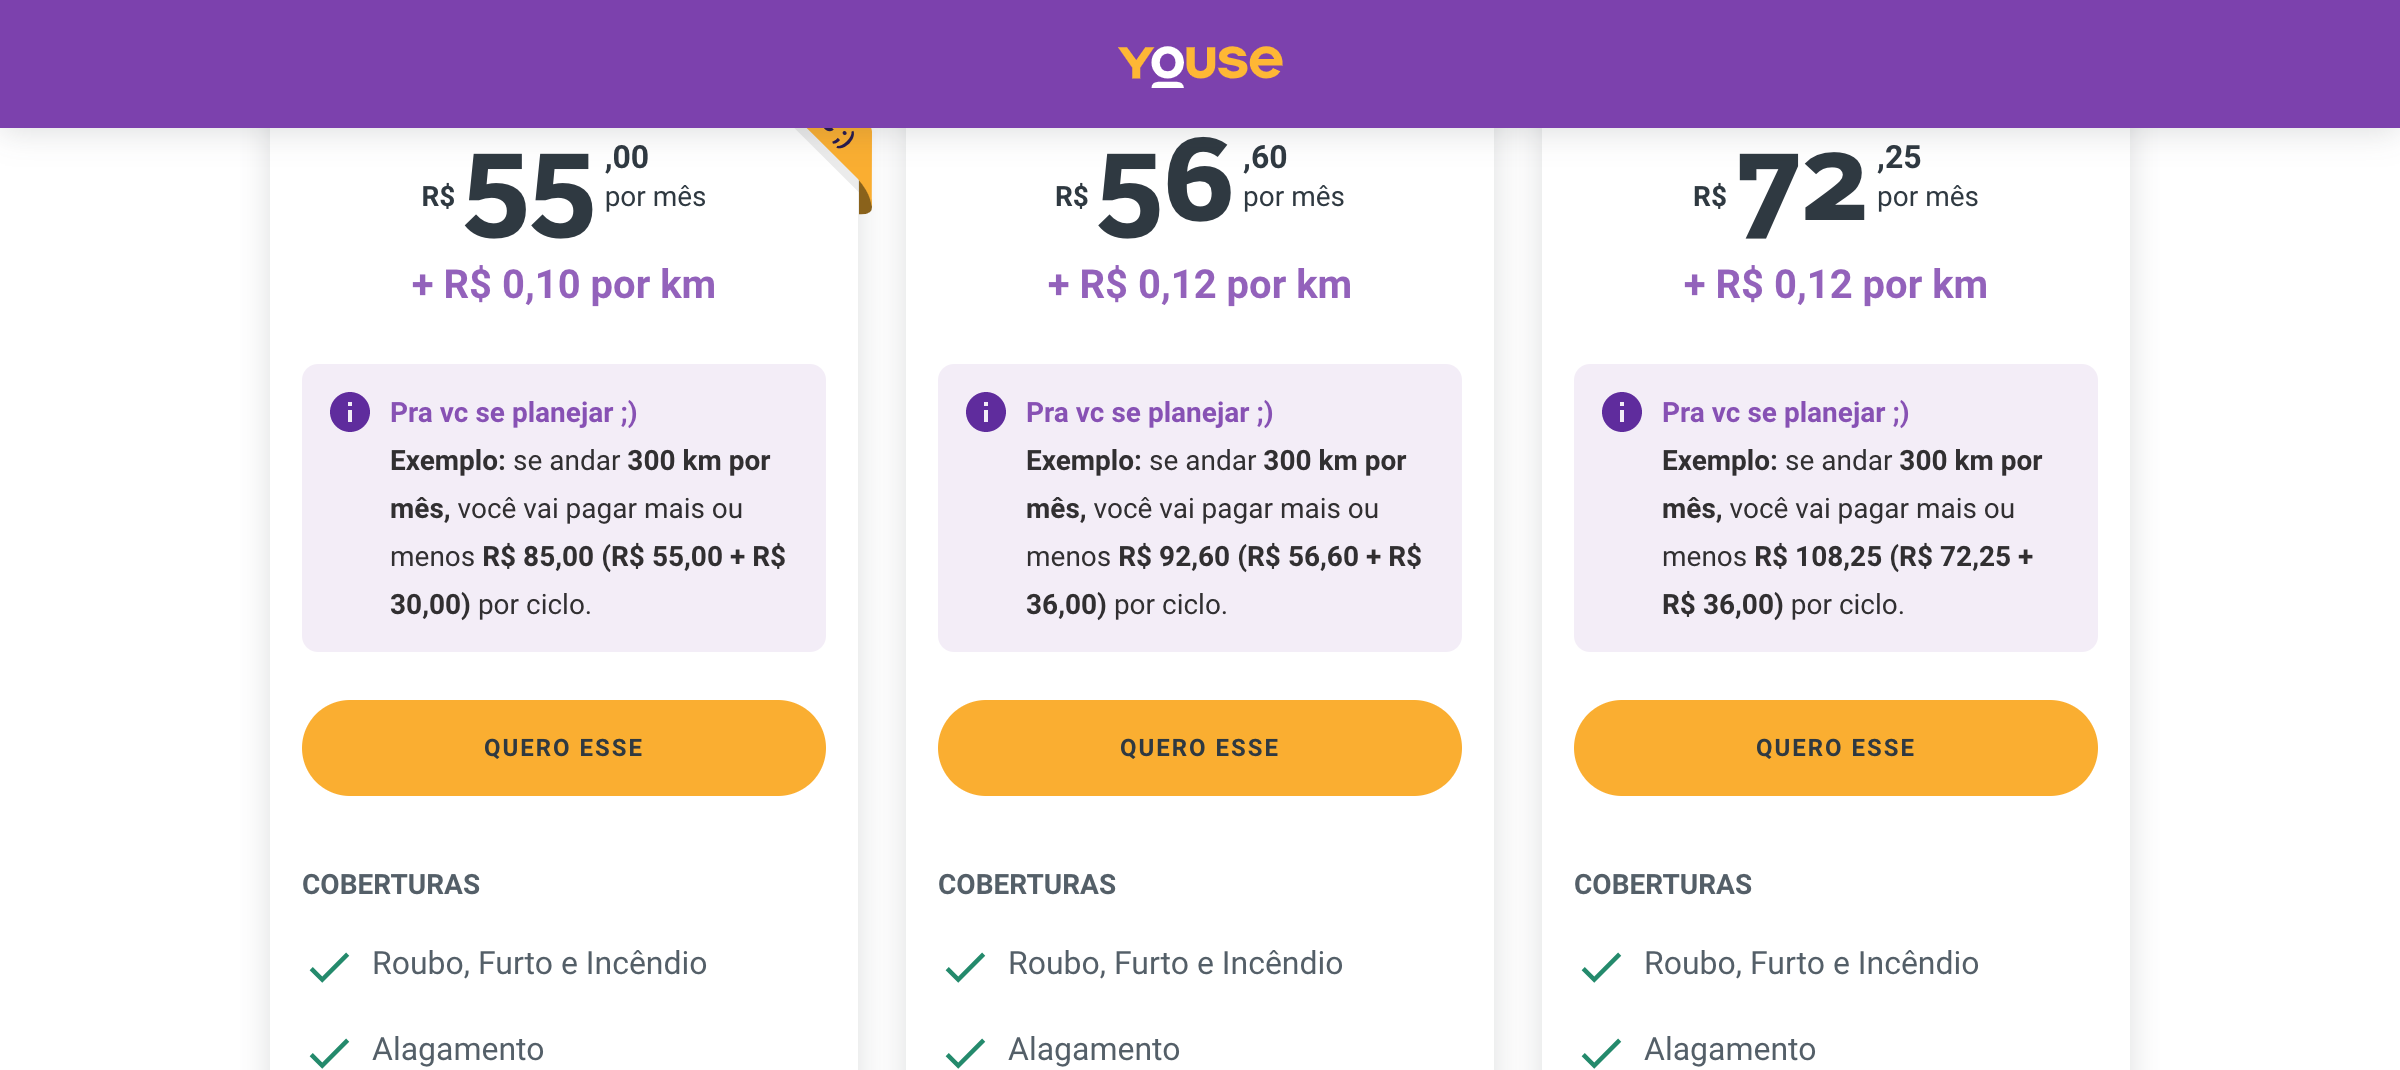 YOUSE
R$ 55 ,00 por mês
+ R$ 0,10 por km
Pra vc se planejar ;)
Exemplo: se andar 300 km por
mês, você vai pagar mais ou
menos R$ 85,00 (R$ 55,00 + R$
30,00) por ciclo.
QUERO ESSE
COBERTURAS
Roubo, Furto e Incêndio
Alagamento
R$ 56 ,60 por mês
+ R$ 0,12 por km
Pra vc se planejar ;)
Exemplo: se andar 300 km por
mês, você vai pagar mais ou
menos R$ 92,60 (R$ 56,60 + R$
36,00) por ciclo.
QUERO ESSE
COBERTURAS
Roubo, Furto e Incêndio
Alagamento
R$ 72 ,25 por mês
+ R$ 0,12 por km
Pra vc se planejar ;)
Exemplo: se andar 300 km por
mês, você vai pagar mais ou
menos R$ 108,25 (R$ 72,25 +
R$ 36,00) por ciclo.
QUERO ESSE
COBERTURAS
Roubo, Furto e Incêndio
Alagamento